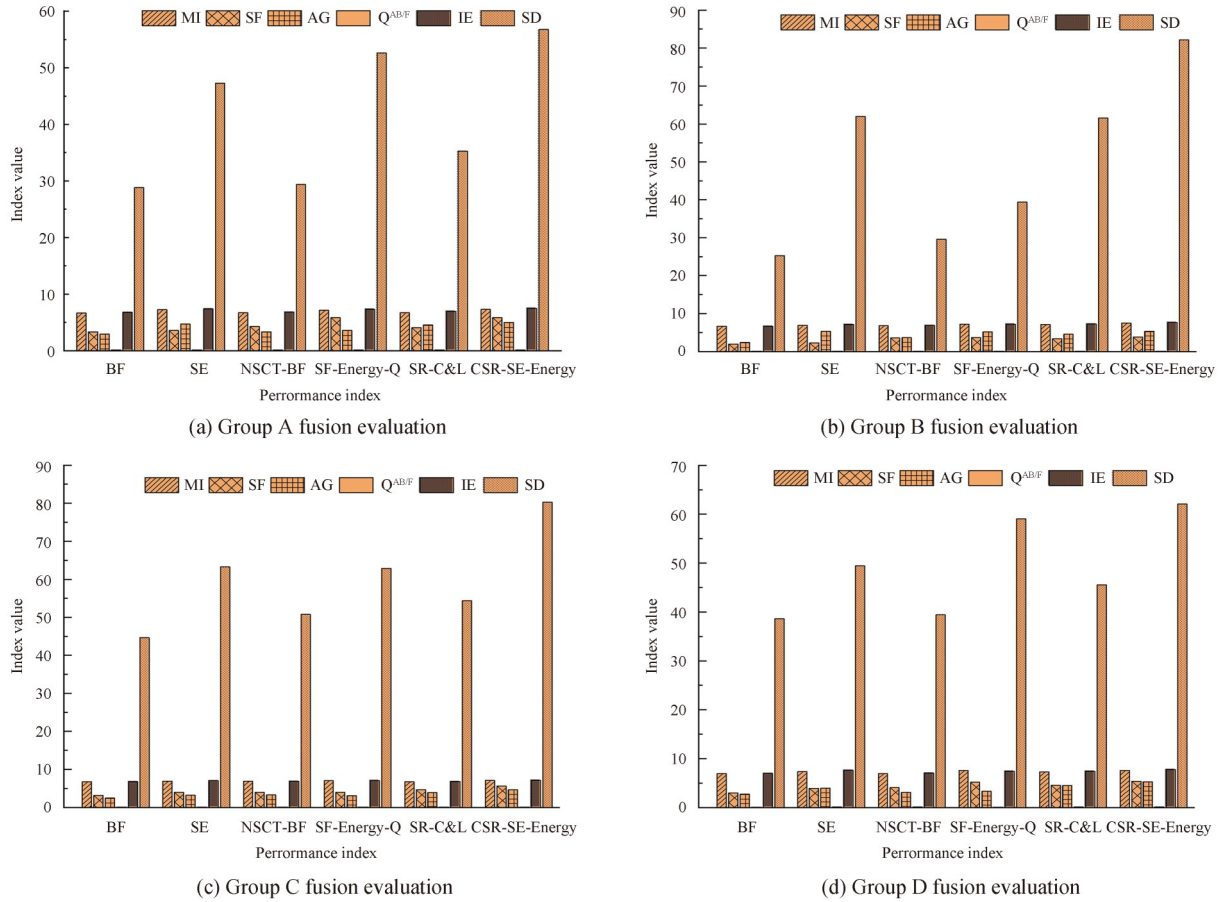 MI SF AG Q^AB/F IE SD
60
50
40
30
20
10
0
Index value
BF SE NSCT-BF SF-Energy-Q SR-C&L CSR-SE-Energy
Perrormance index
(a) Group A fusion evaluation
MI SF AG Q^AB/F IE SD
90
80
70
60
50
40
30
20
10
0
Index value
BF SE NSCT-BF SF-Energy-Q SR-C&L CSR-SE-Energy
Perrormance index
(b) Group B fusion evaluation
MI SF AG Q^AB/F IE SD
90
80
70
60
50
40
30
20
10
0
Index value
BF SE NSCT-BF SF-Energy-Q SR-C&L CSR-SE-Energy
Perrormance index
(c) Group C fusion evaluation
MI SF AG Q^AB/F IE SD
70
60
50
40
30
20
10
0
Index value
BF SE NSCT-BF SF-Energy-Q SR-C&L CSR-SE-Energy
Perrormance index
(d) Group D fusion evaluation